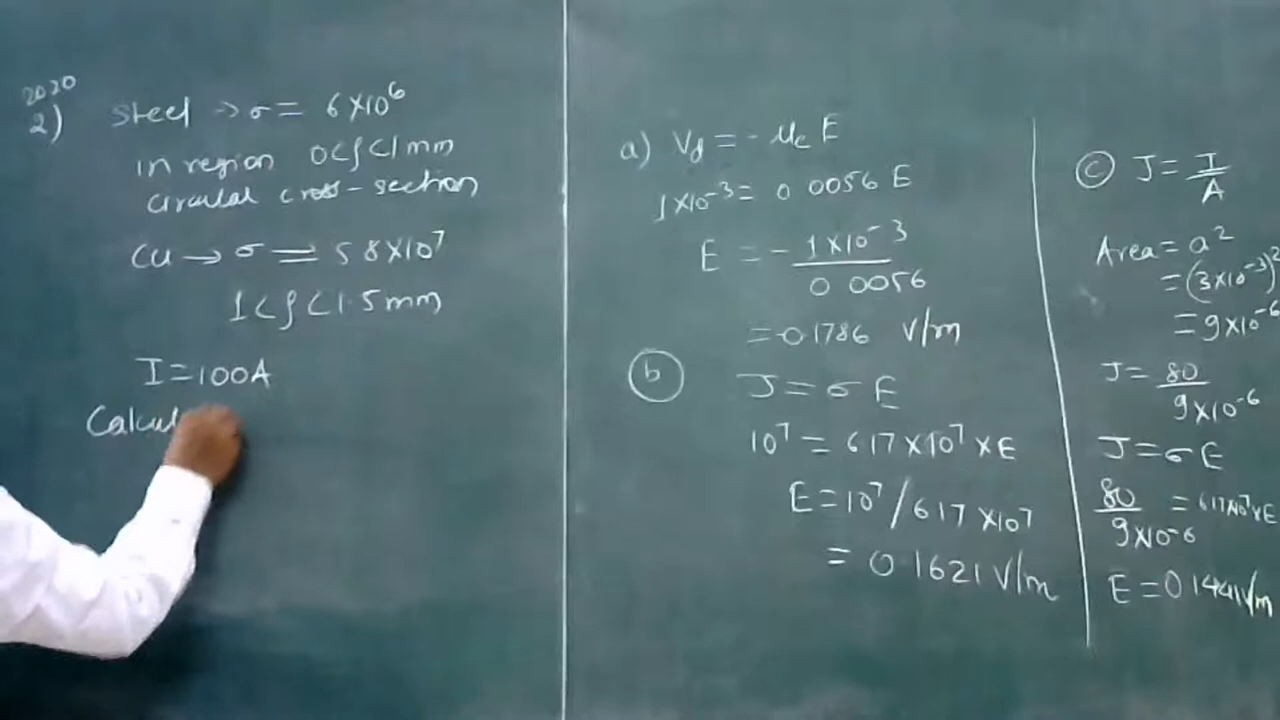 2020
2) Steel → σ = 6×10⁶
in region 0<ρ<1mm
circular cross-section
Cu → σ = 5 8×10⁷
1<ρ<1.5mm
I=100A
Calcul
a) Vd = - μe E
1×10⁻³ = 0 0056 E
E = - 1×10⁻³ / 0 0056
= -0.1786 V/m
b J = σ E
10⁷ = 6 17×10⁷ × E
E = 10⁷ / 6 17 ×10⁷
= 0.1621 V/m
c J = I / A
Area = a²
= (3×10⁻³)²
= 9×10⁻⁶
J = 80 / 9×10⁻⁶
J = σ E
80 / 9×10⁻⁶ = 6 17×10⁷×E
E = 0.1441 V/m